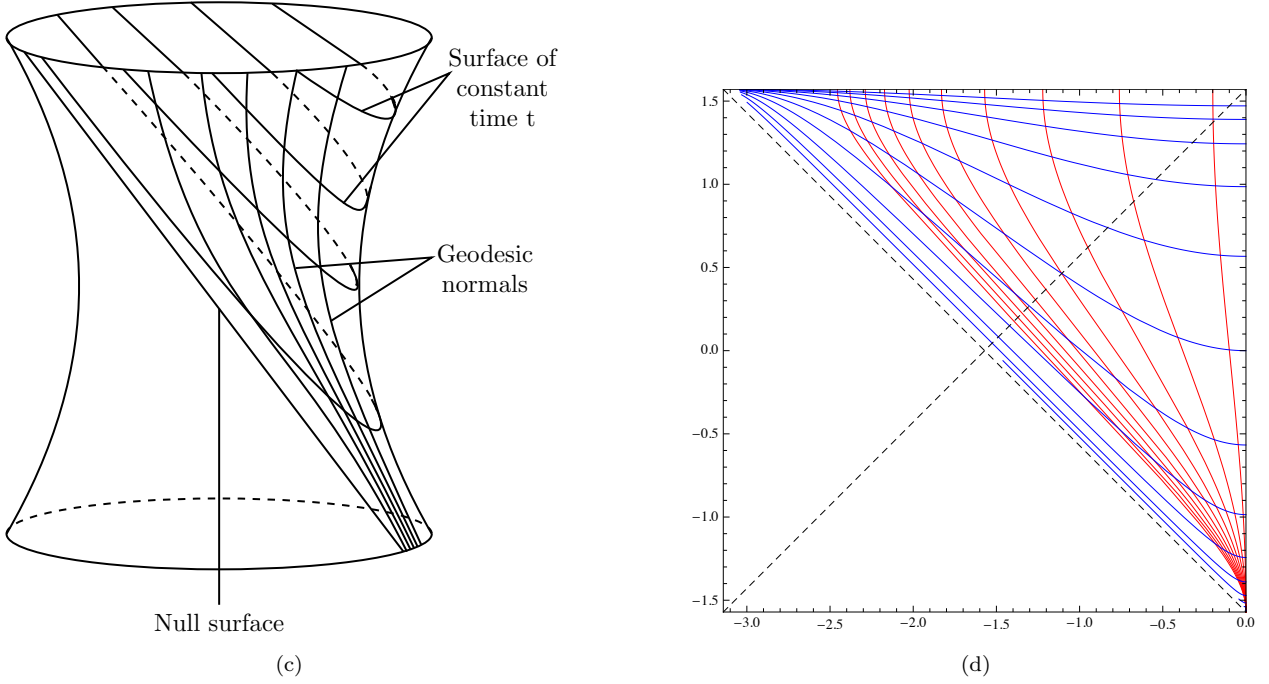 Surface of
constant
time t
Geodesic
normals
Null surface
(c)
1.5
1.0
0.5
0.0
−0.5
−1.0
−1.5
−3.0 −2.5 −2.0 −1.5 −1.0 −0.5 0.0
(d)